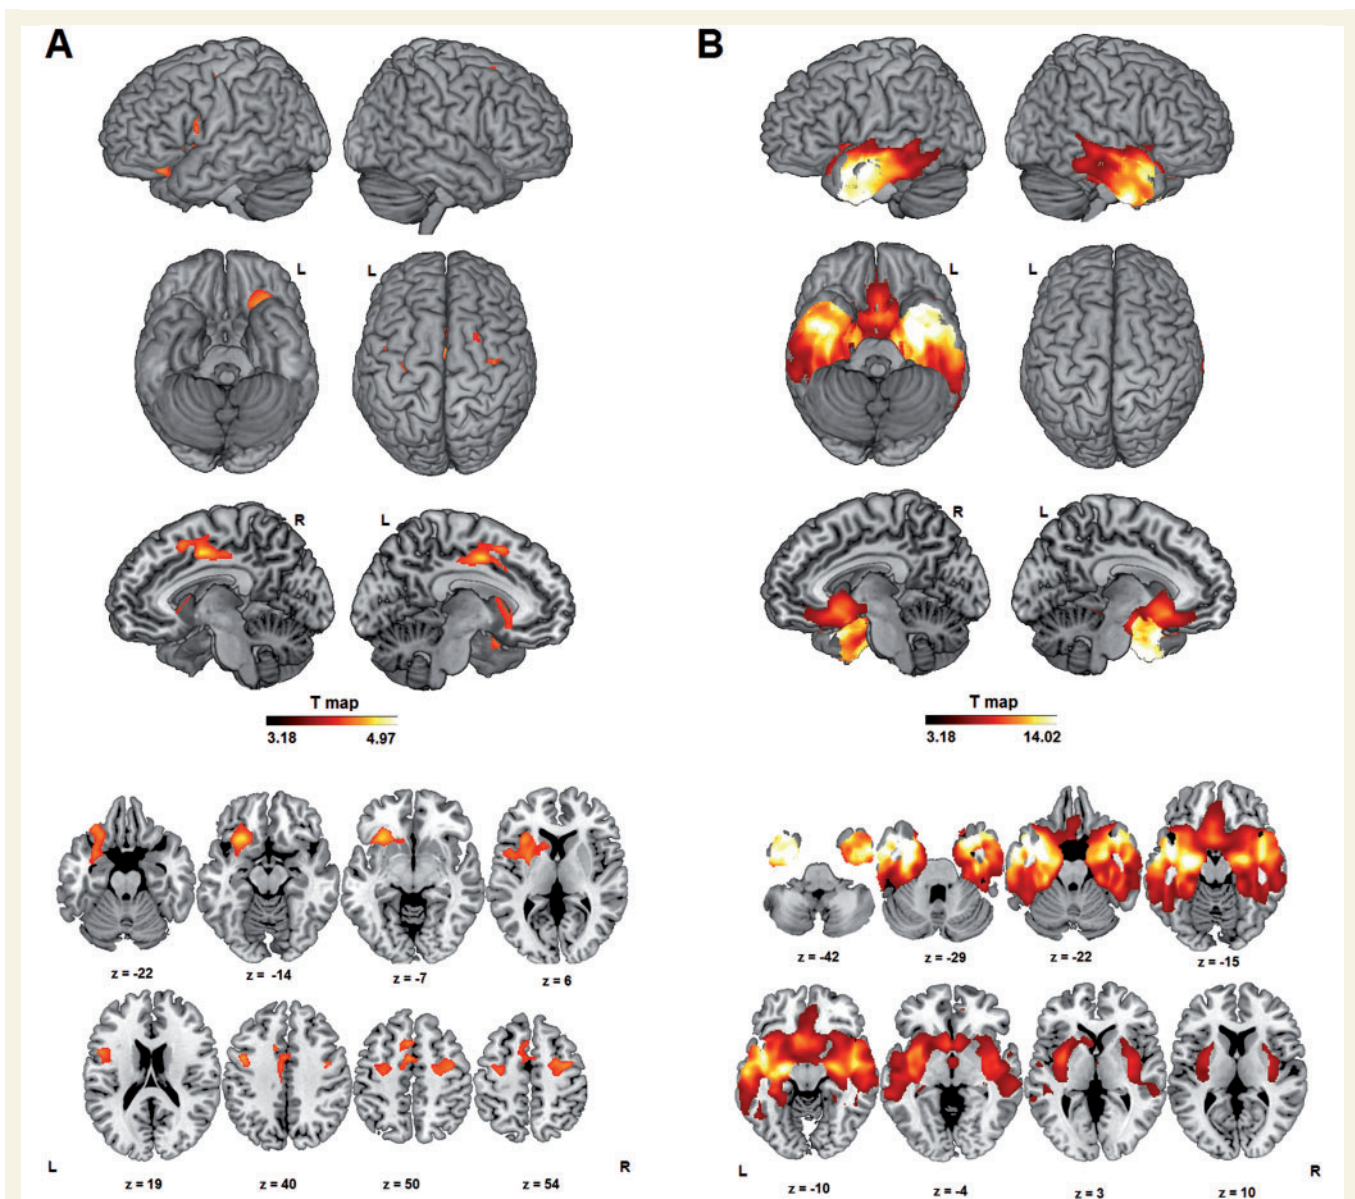 A
B
L
L
L
L
R
L
R
L
T map
3.18 4.97
T map
3.18 14.02
z = -22 z = -14 z = -7 z = 6
z = -42 z = -29 z = -22 z = -15
z = 19 z = 40 z = 50 z = 54
L R
z = -10 z = -4 z = 3 z = 10
L R